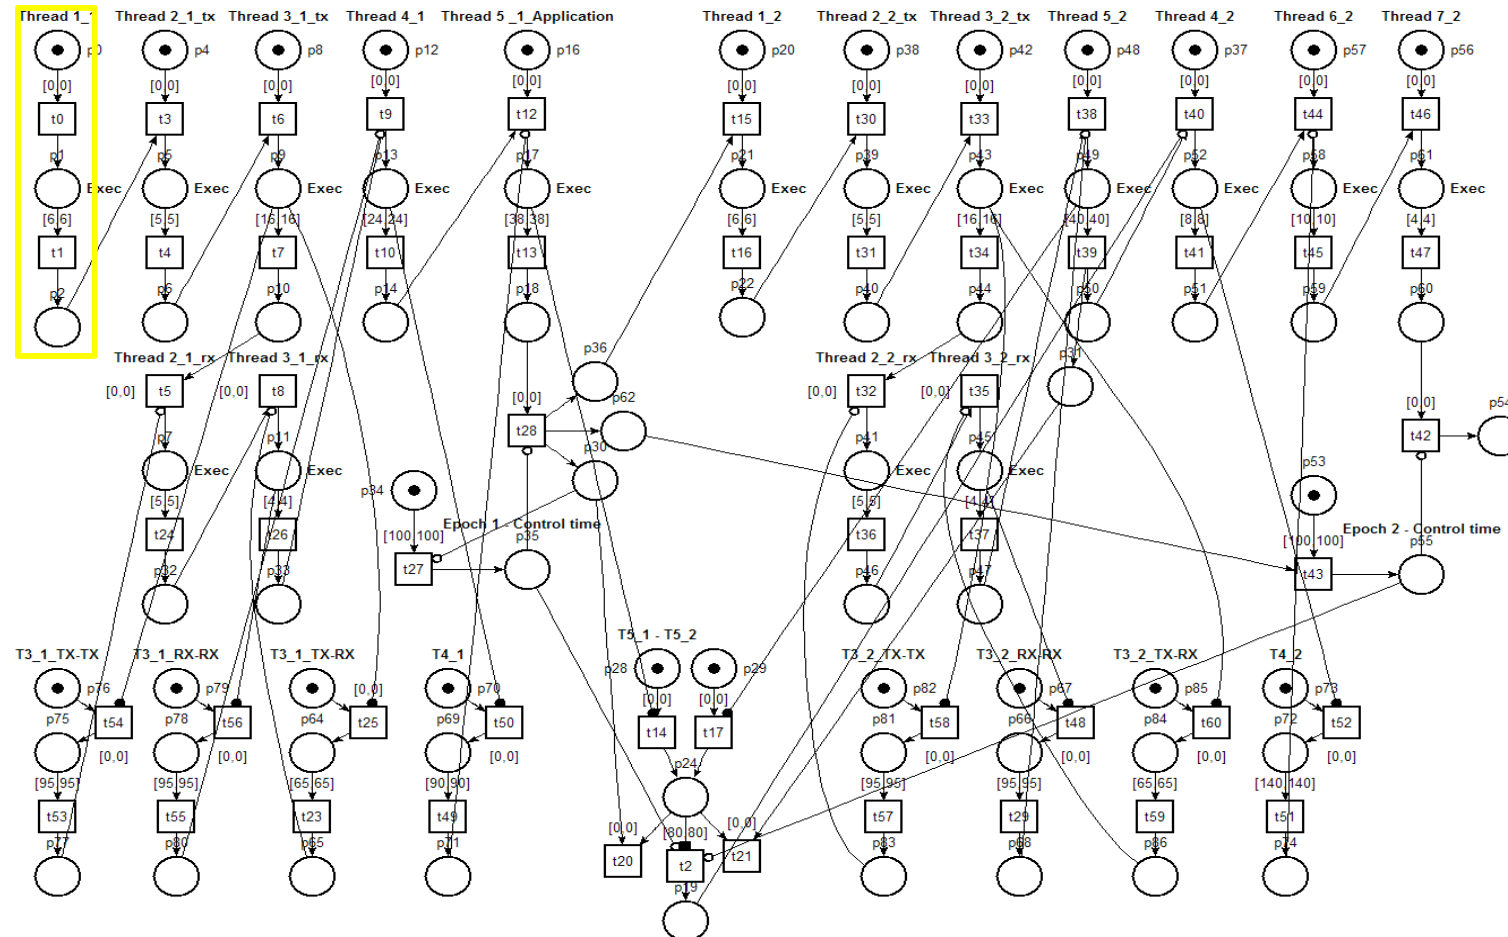 Thread 1_1 Thread 2_1_tx Thread 3_1_tx Thread 4_1 Thread 5 _1_Application Thread 1_2 Thread 2_2_tx Thread 3_2_tx Thread 5_2 Thread 4_2 Thread 6_2 Thread 7_2
p0 p4 p8 p12 p16 p20 p38 p42 p48 p37 p57 p56
[0,0] [0,0] [0,0] [0,0] [0,0] [0,0] [0,0] [0,0] [0,0] [0,0] [0,0] [0,0]
t0 t3 t6 t9 t12 t15 t30 t33 t38 t40 t44 t46
p1 p5 p9 p13 p17 p21 p39 p43 p49 p52 p58 p61
Exec Exec Exec Exec Exec Exec Exec Exec Exec Exec Exec
[6,6] [5,5] [16,16] [24,24] [38,38] [6,6] [5,5] [16,16] [40,40] [8,8] [10,10] [4,4]
t1 t4 t7 t10 t13 t16 t31 t34 t39 t41 t45 t47
p2 p6 p10 p14 p18 p22 p40 p44 p50 p51 p59 p60
Thread 2_1_rx Thread 3_1_rx p36 Thread 2_2_rx Thread 3_2_rx p31
[0,0] t5 [0,0] t8 [0,0] t32 [0,0] t35
[0,0] p62 [0,0] p54
t28 t42
p7 p11 p30 p41 p45
Exec Exec Exec Exec
p34 p53
[5,5] [4,4] [5,5] [4,4]
Epoch 1 - Control time Epoch 2 - Control time
t24 t26 [100,100] p35 t36 t37 [100,100] p55
p32 p33 t27 p46 p47 t43
T5_1 - T5_2
T3_1_TX-TX T3_1_RX-RX T3_1_TX-RX T4_1 p28 p29 T3_2_TX-TX T3_2_RX-RX T3_2_TX-RX T4_2
p76 p79 [0,0] p70 [0,0] [0,0] p82 p67 p85 p73
p75 t54 p78 t56 p64 t25 p69 t50 t14 t17 p81 t58 p66 t48 p84 t60 p72 t52
[0,0] [0,0] [0,0] p24 [0,0] [0,0] [0,0] [0,0]
[95,95] [95,95] [65,65] [90,90] [95,95] [95,95] [65,65] [140,140]
t53 t55 t23 t49 [0,0] [80,80] [0,0] t57 t29 t59 t51
p77 p80 p65 p71 t20 t2 t21 p83 p68 p86 p74
p19